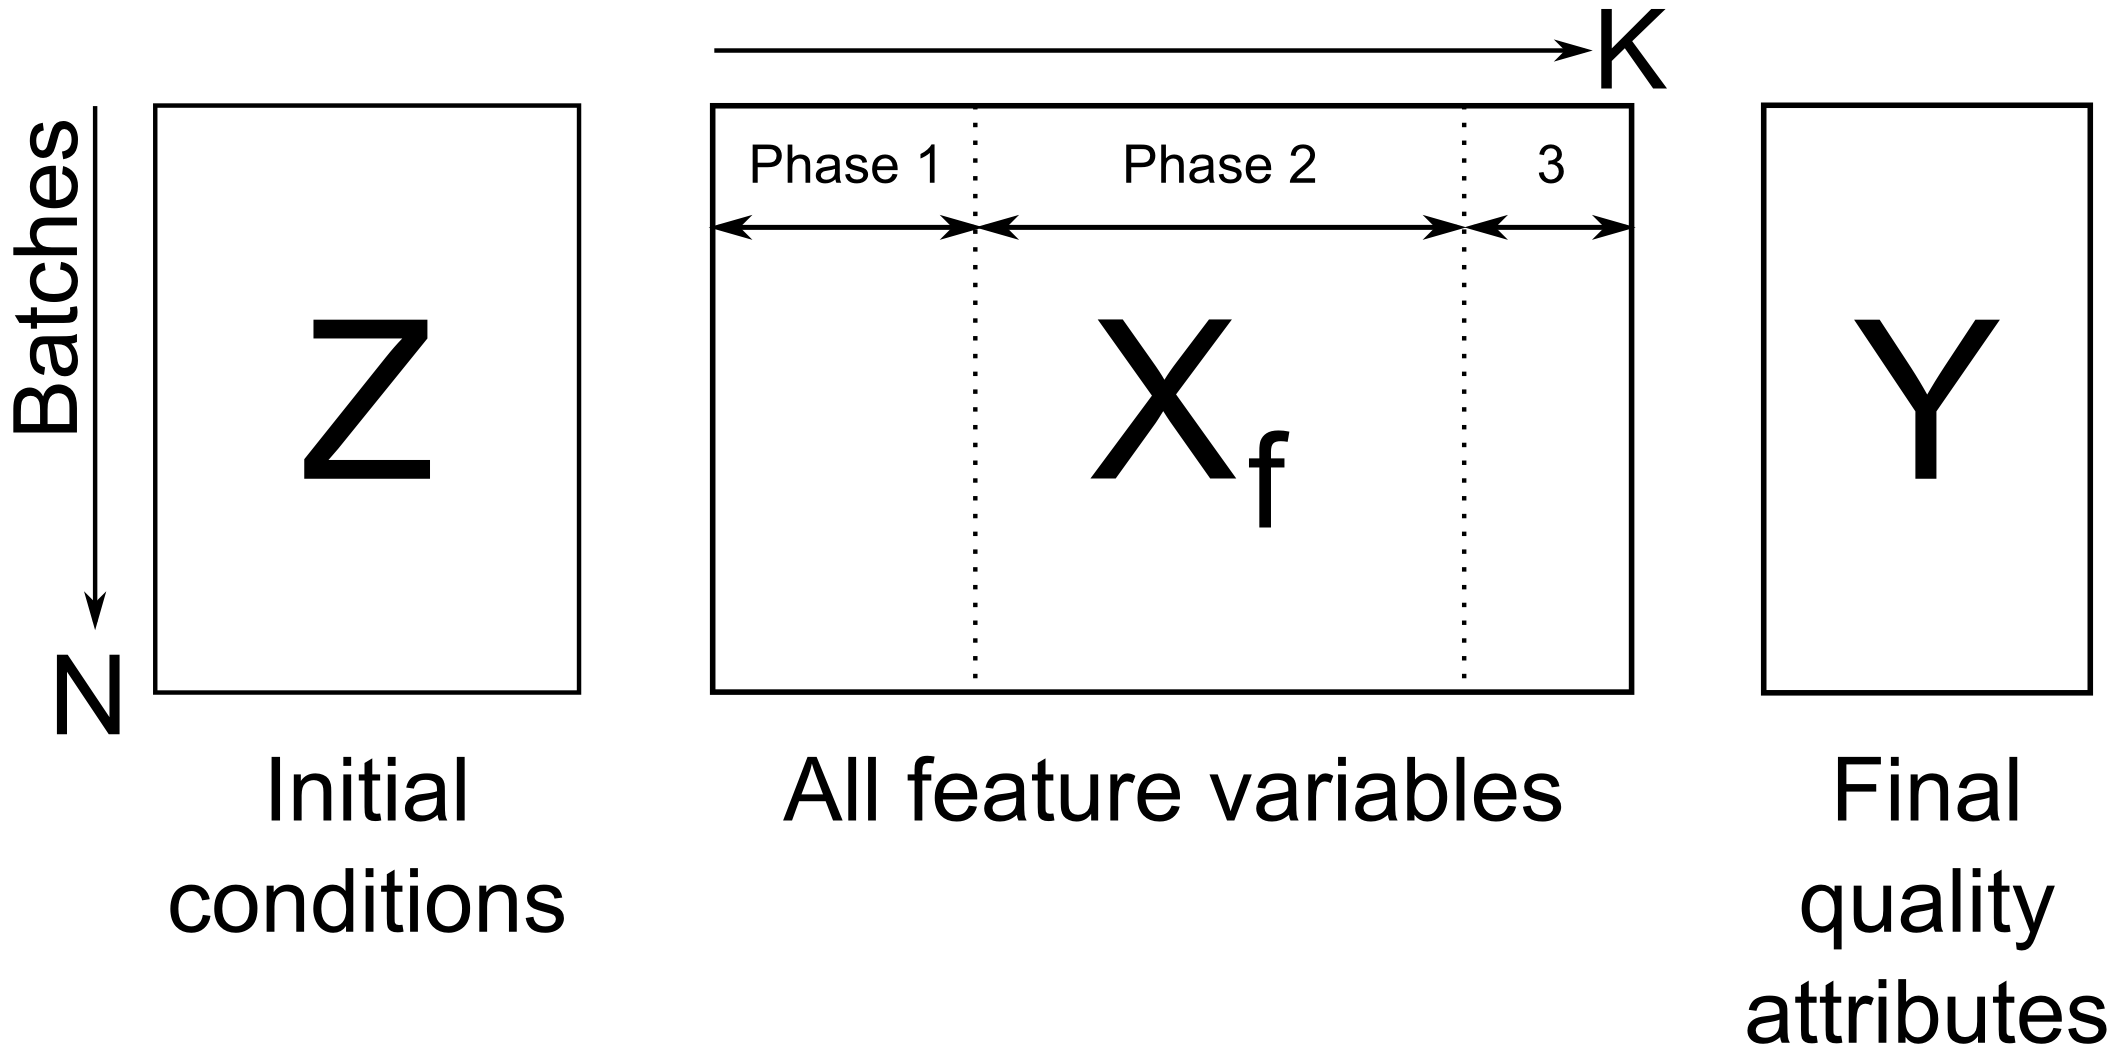 K
Batches
N
Z
Phase 1
Phase 2
3
X_f
Y
Initial
conditions
All feature variables
Final
quality
attributes